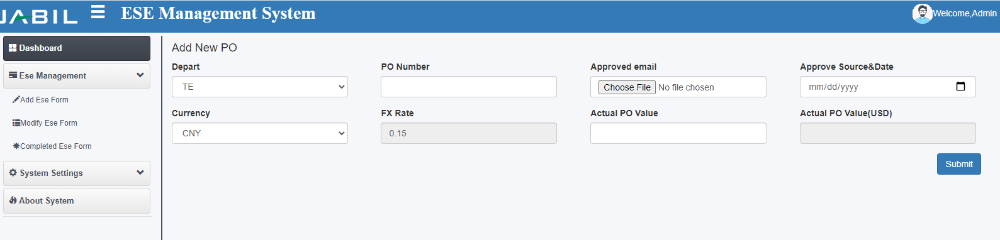 JABIL
ESE Management System
Welcome,Admin
Dashboard
Ese Management
Add Ese Form
Modify Ese Form
Completed Ese Form
System Settings
About System
Add New PO
Depart
PO Number
Approved email
Approve Source&Date
TE
Choose File No file chosen
mm/dd/yyyy
Currency
FX Rate
Actual PO Value
Actual PO Value(USD)
CNY
0.15
Submit